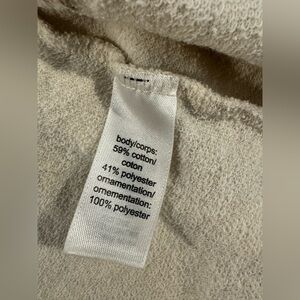 body/corps:
59% cotton/
coton
41% polyester
ornamentation/
ornementation:
100% polyester